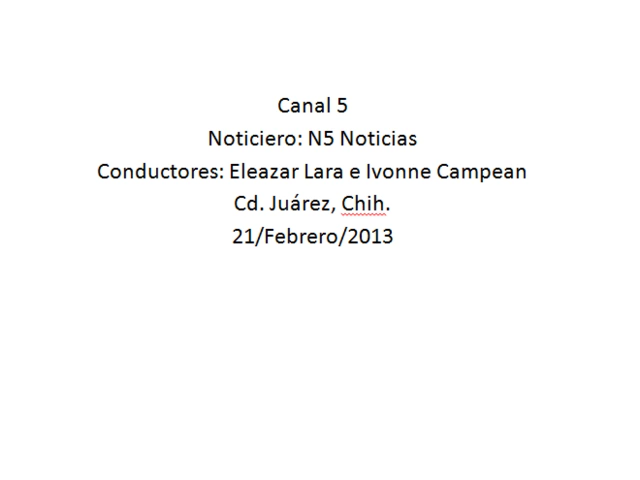 Canal 5
Noticiero: N5 Noticias
Conductores: Eleazar Lara e Ivonne Campean
Cd. Juárez, Chih.
21/Febrero/2013